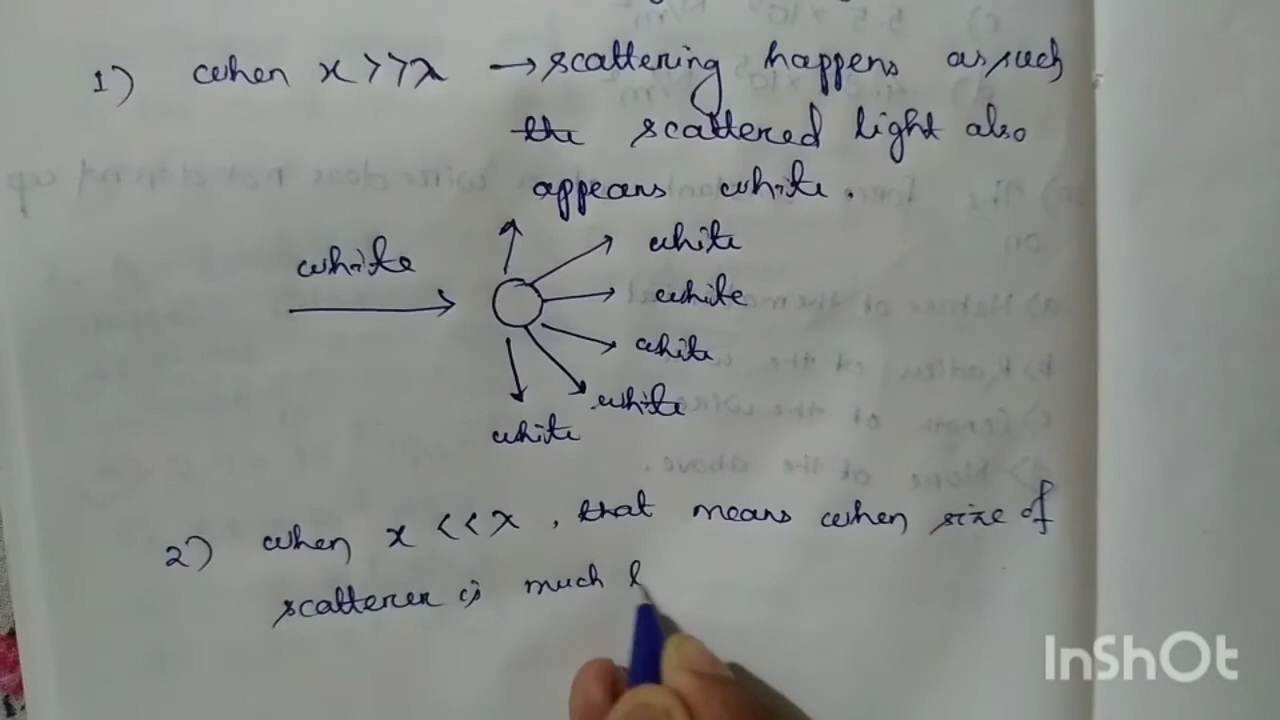 1) when x>>λ → scattering happens as such
the scattered light also
appears white.
white
white
white
white
white
white
2) when x <<λ, that means when size of
scatterer is much l
InShOt